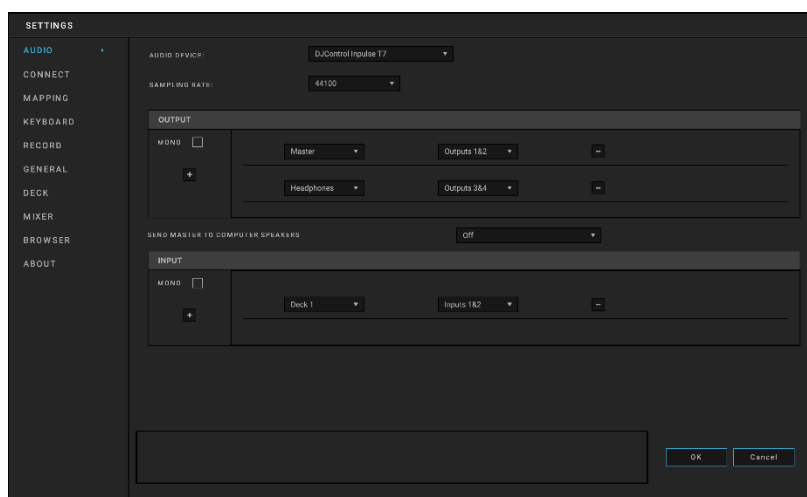 SETTINGS
AUDIO
CONNECT
MAPPING
KEYBOARD
RECORD
GENERAL
DECK
MIXER
BROWSER
ABOUT
AUDIO DEVICE: DJControl Inpulse T7
SAMPLING RATE: 44100
OUTPUT
MONO
+
Master Outputs 1&2 -
Headphones Outputs 3&4 -
SEND MASTER TO COMPUTER SPEAKERS Off
INPUT
MONO
+
Deck 1 Inputs 1&2 -
OK Cancel